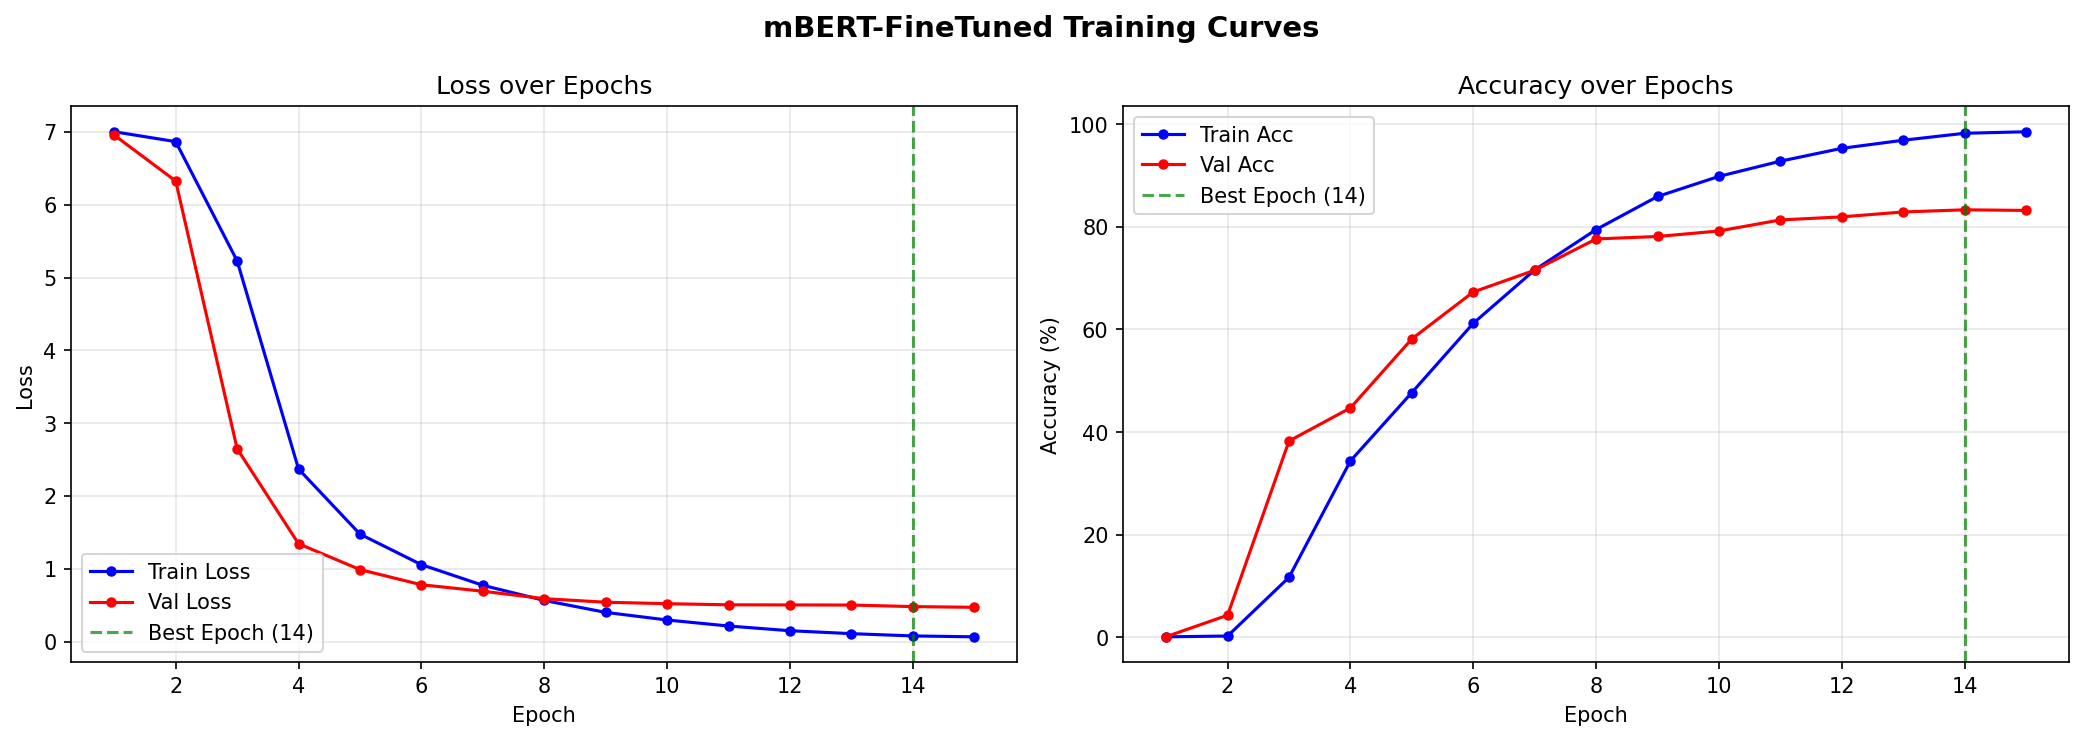 mBERT-FineTuned Training Curves
Loss over Epochs
Loss
7
6
5
4
3
2
1
0
Train Loss
Val Loss
Best Epoch (14)
2 4 6 8 10 12 14
Epoch
Accuracy over Epochs
Accuracy (%)
100
80
60
40
20
0
Train Acc
Val Acc
Best Epoch (14)
2 4 6 8 10 12 14
Epoch